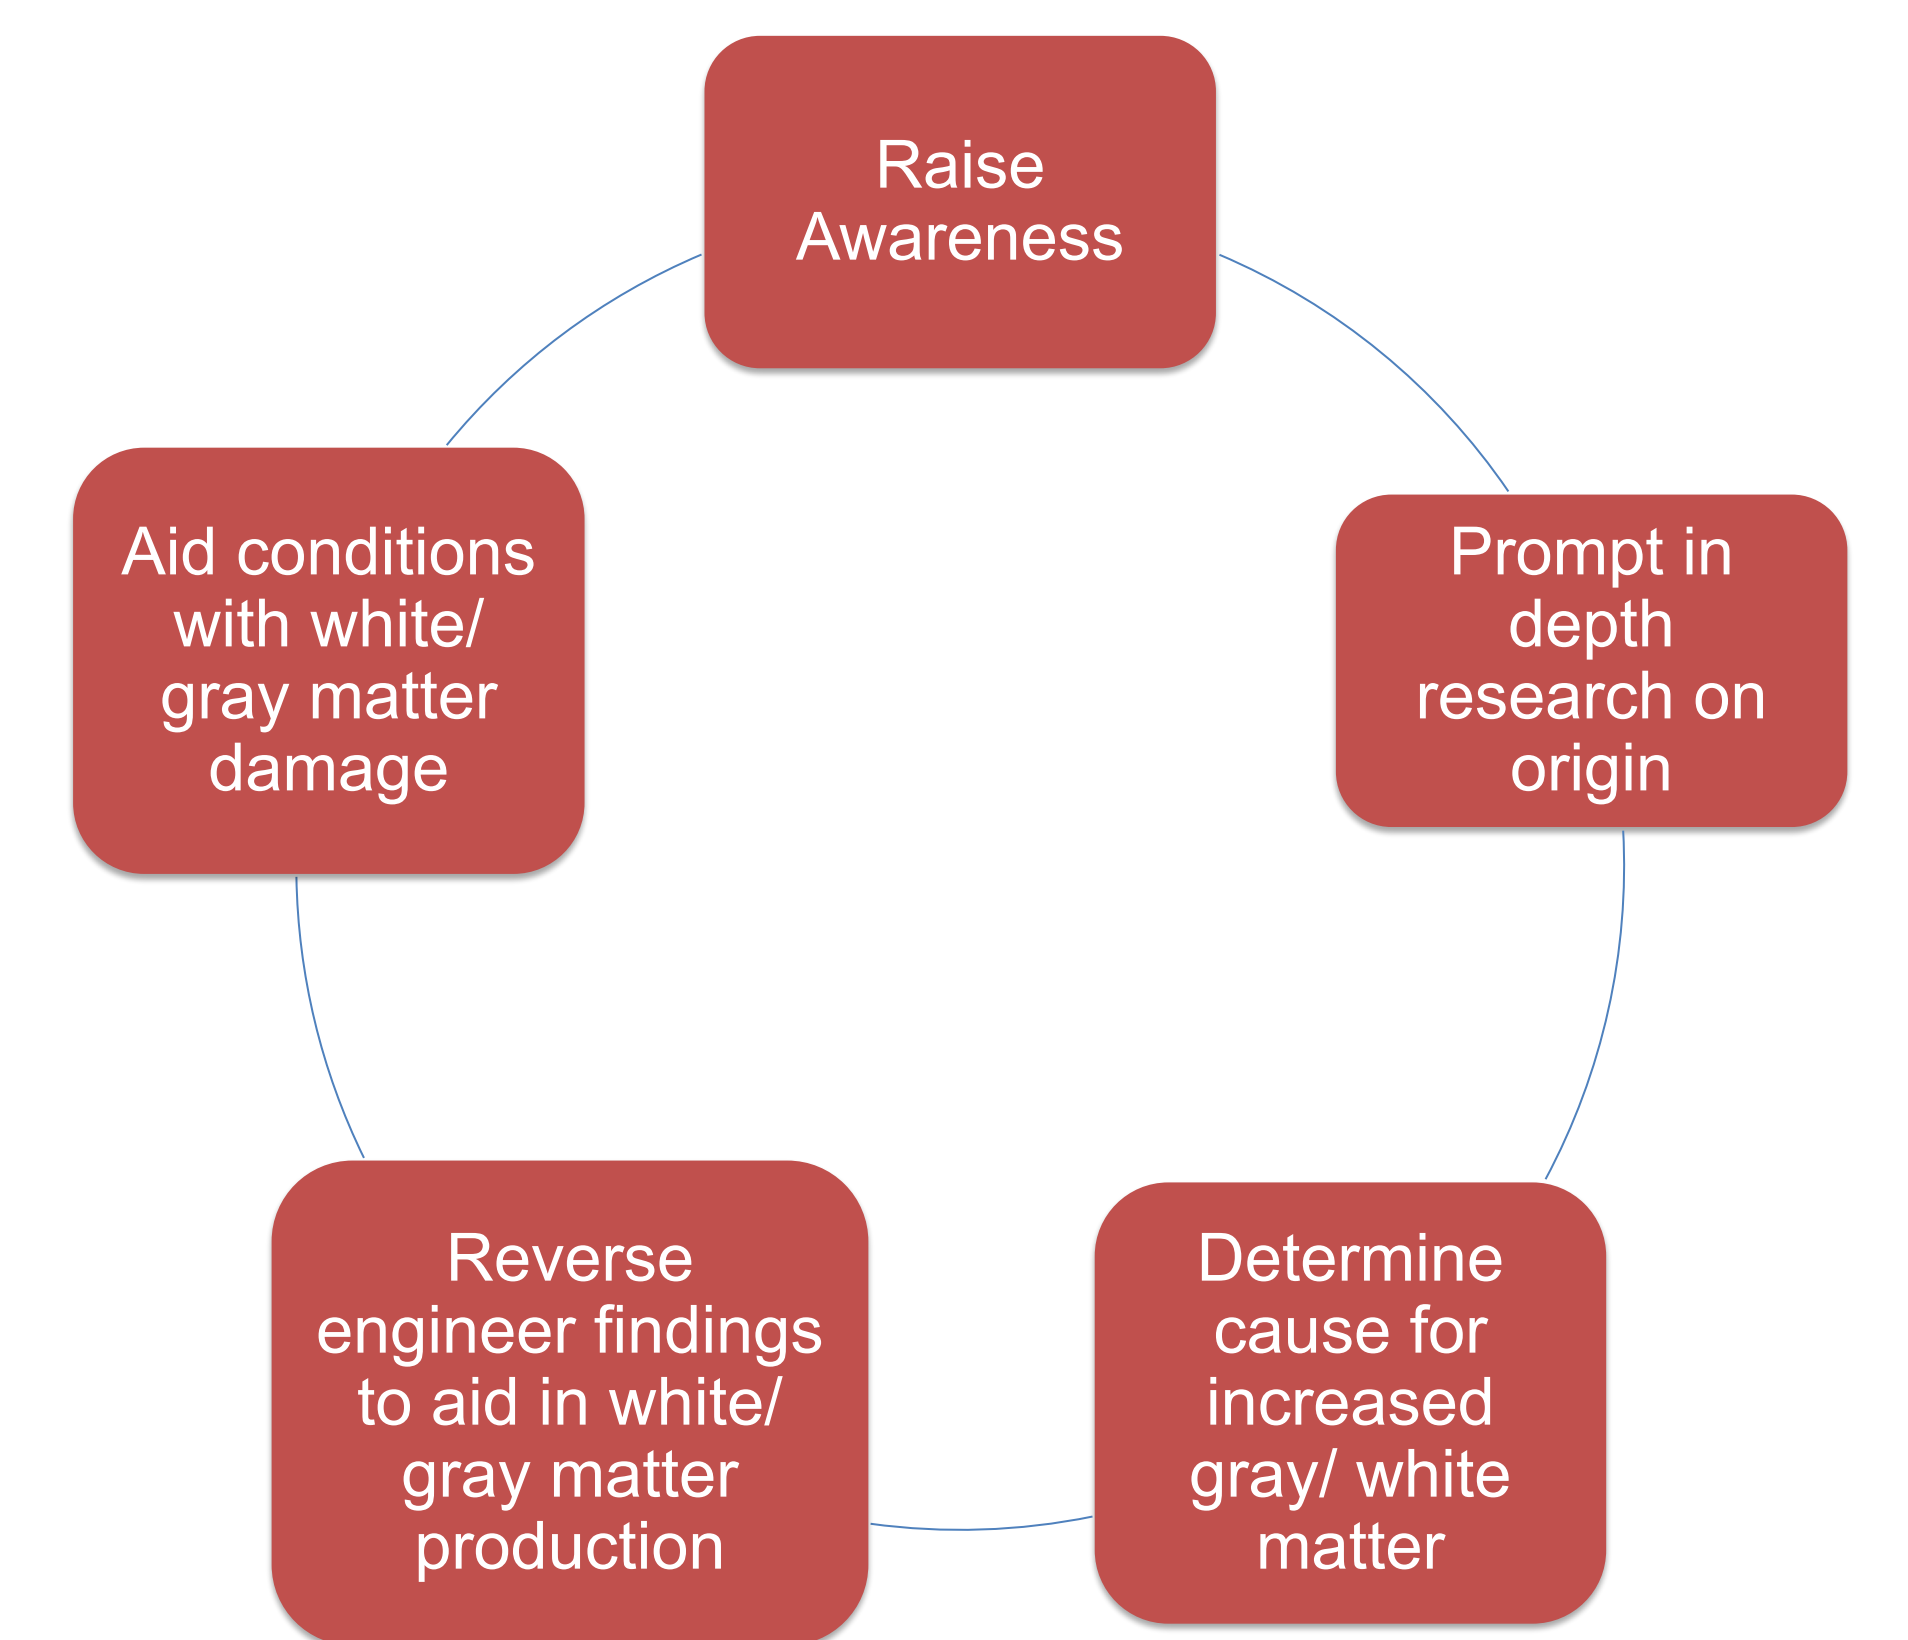 Raise
Awareness
Prompt in
depth
research on
origin
Determine
cause for
increased
gray/ white
matter
Reverse
engineer findings
to aid in white/
gray matter
production
Aid conditions
with white/
gray matter
damage